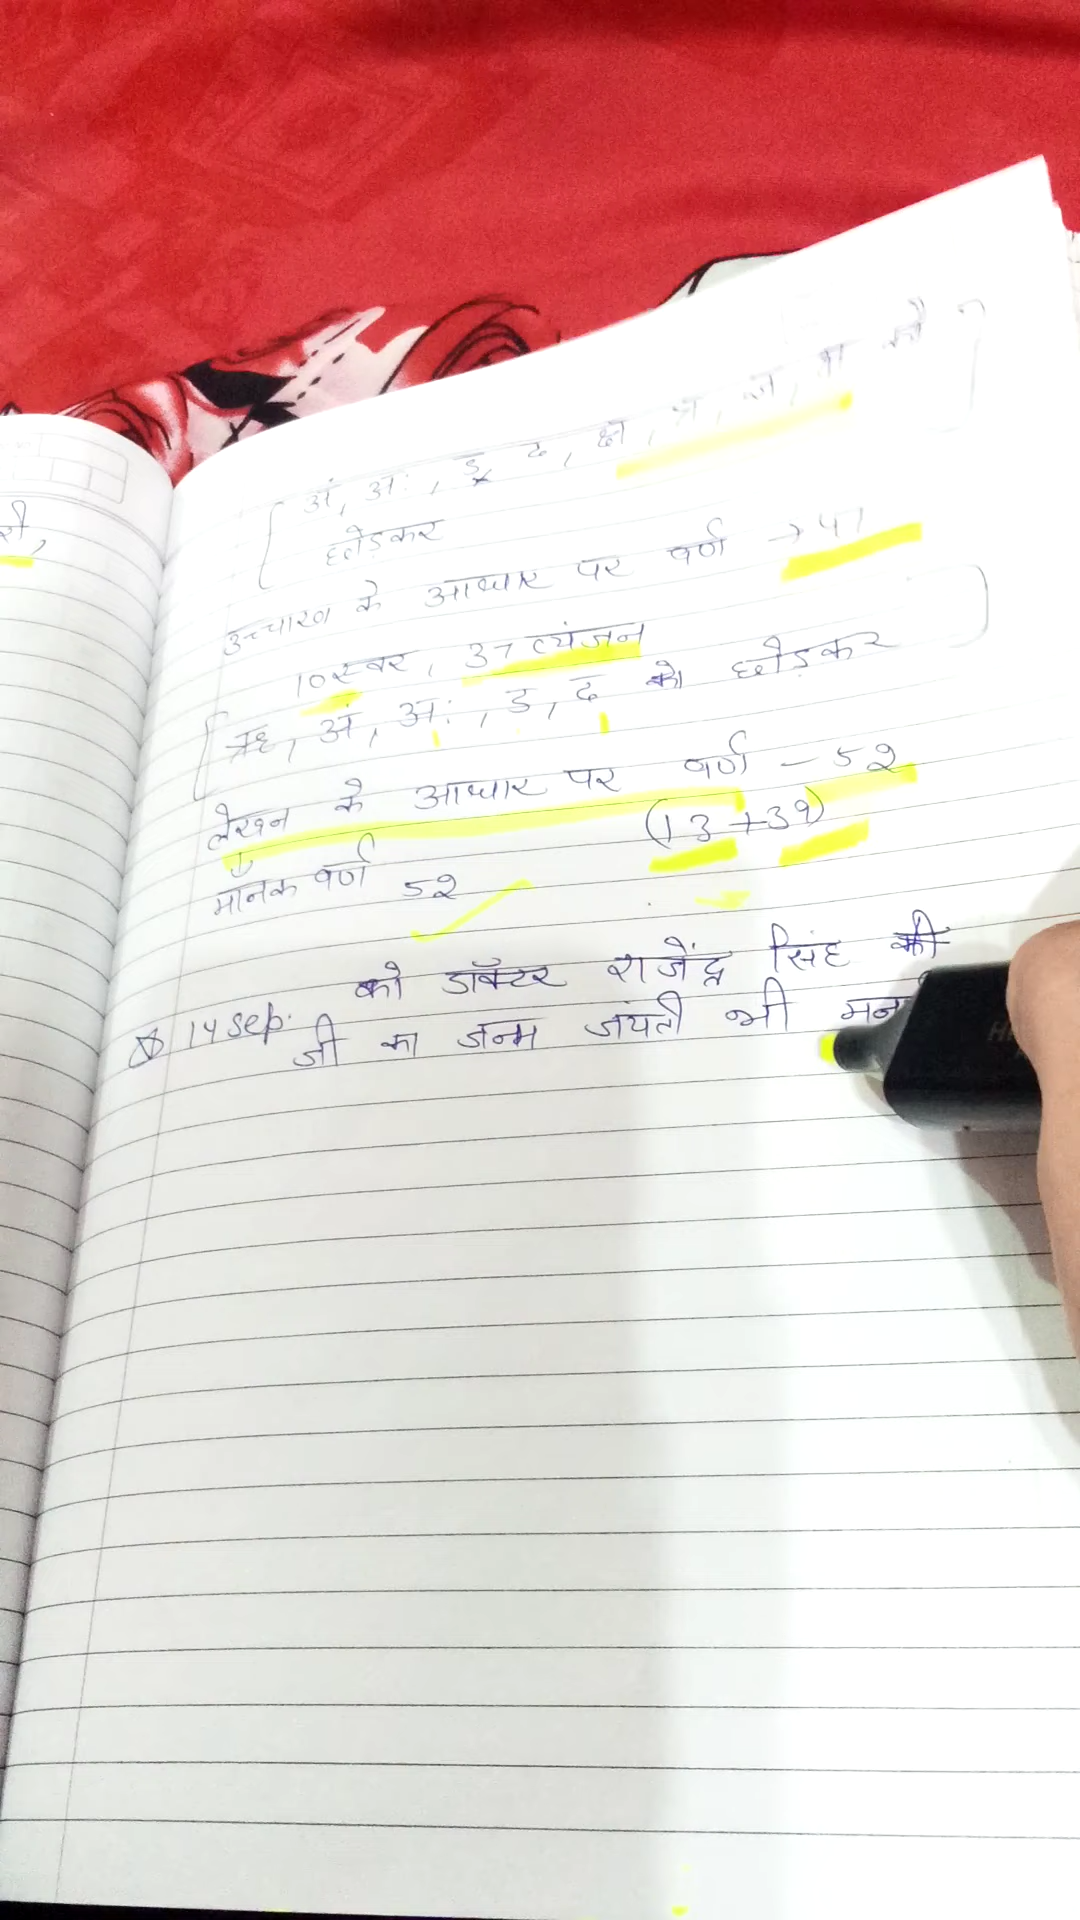 री,
अं, अः, ड़, ढ़, क्ष, त्र, ज्ञ, श्र को
छोड़कर
उच्चारण के आधार पर वर्ण → 47
10 स्वर, 37 व्यंजन
ऋ, अं, अः, ड़, ढ़ को छोड़कर
लेखन के आधार पर वर्ण – 52
(13+39)
मानक वर्ण 52
14 sep. को डॉक्टर राजेंद्र सिंह की
जी का जन्म जयंती भी